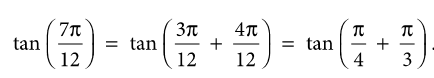 tan(7π/12) = tan(3π/12 + 4π/12) = tan(π/4 + π/3).